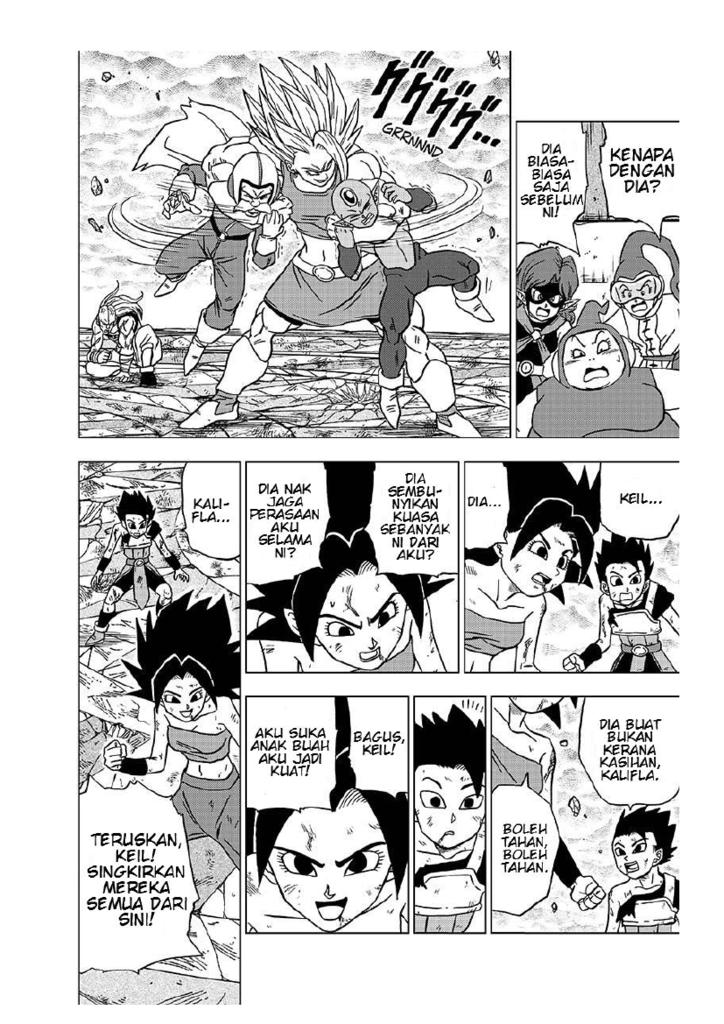 KENAPA
DENGAN
DIA?
DIA
BIASA-
BIASA
SAJA
SEBELUM
NI!
グググググ...
GRRNNND
KEIL...
DIA...
DIA
SEMBU-
NYIKAN
KUASA
SEBANYAK
NI DARI
AKU?
DIA NAK
JAGA
PERASAAN
AKU
SELAMA
NI?
KALI-
FLA...
DIA BUAT
BUKAN
KERANA
KASIHAN,
KALIFLA.
BOLEH
TAHAN,
BOLEH
TAHAN.
BAGUS,
KEIL!
AKU SUKA
ANAK BUAH
AKU JADI
KUAT!
TERUSKAN,
KEIL!
SINGKIRKAN
MEREKA
SEMUA DARI
SINI!